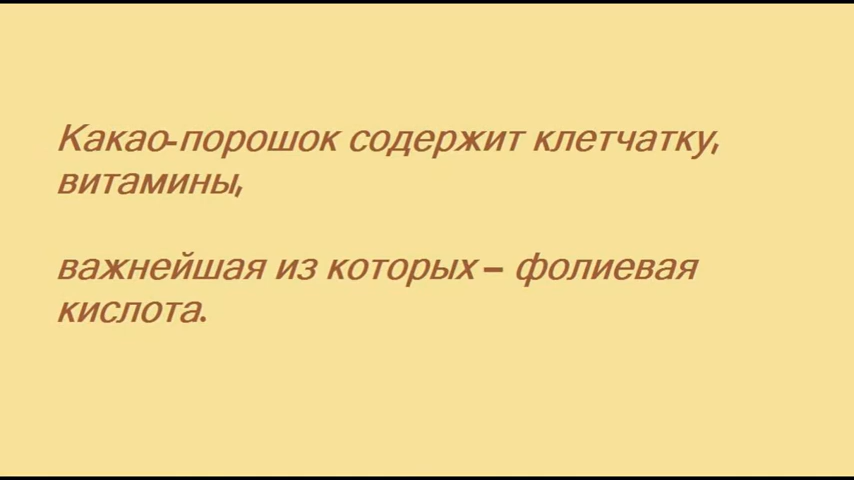 Какао-порошок содержит клетчатку,
витамины,
важнейшая из которых – фолиевая
кислота.